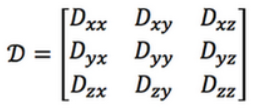 𝒟 = [D_xx D_xy D_xz
D_yx D_yy D_yz
D_zx D_zy D_zz]